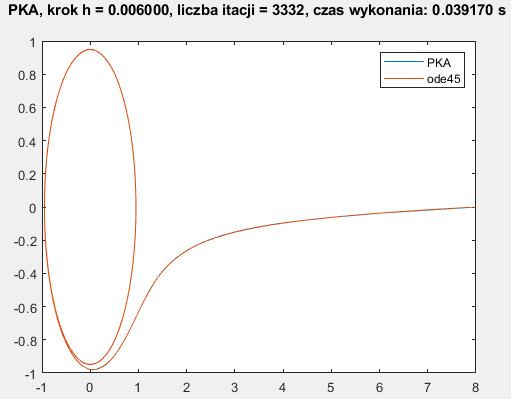 PKA, krok h = 0.006000, liczba itacji = 3332, czas wykonania: 0.039170 s
1
0.8
0.6
0.4
0.2
0
-0.2
-0.4
-0.6
-0.8
-1
PKA
ode45
-1 0 1 2 3 4 5 6 7 8